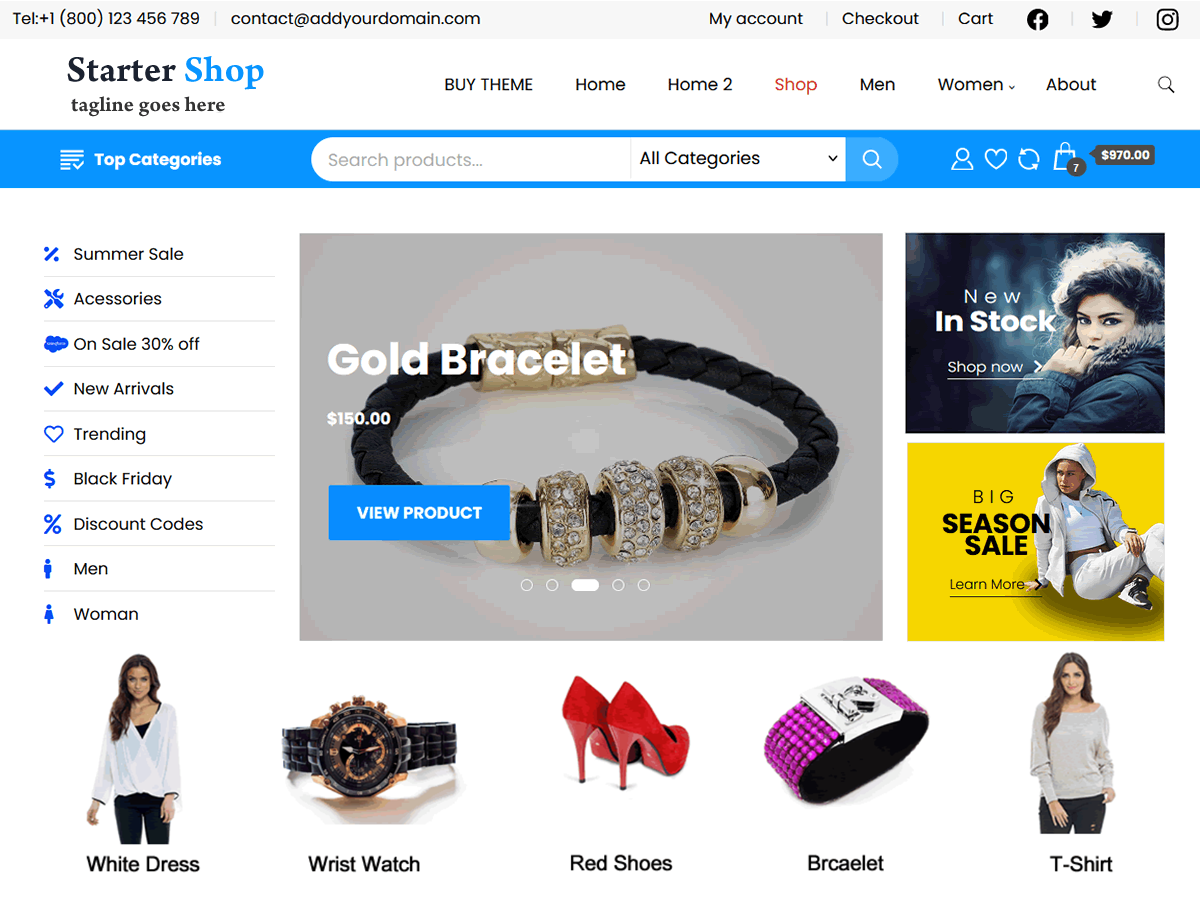 Tel:+1 (800) 123 456 789
contact@addyourdomain.com
My account
Checkout
Cart
Starter Shop
tagline goes here
BUY THEME
Home
Home 2
Shop
Men
Women
About
Top Categories
Search products...
All Categories
7
$970.00
Summer Sale
Acessories
On Sale 30% off
New Arrivals
Trending
Black Friday
Discount Codes
Men
Woman
Gold Bracelet
$150.00
VIEW PRODUCT
New
In Stock
Shop now
BIG
SEASON
SALE
Learn More
White Dress
Wrist Watch
Red Shoes
Brcaelet
T-Shirt